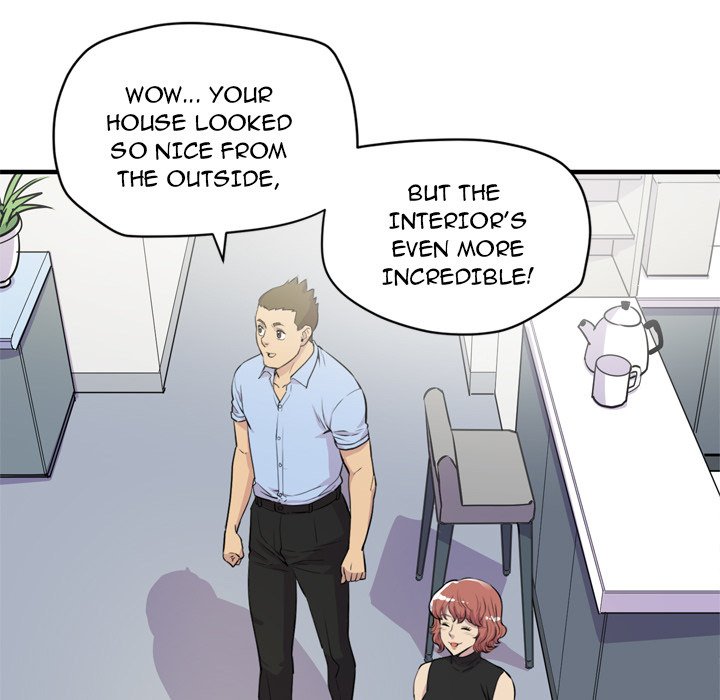 WOW... YOUR
HOUSE LOOKED
SO NICE FROM
THE OUTSIDE,
BUT THE
INTERIOR'S
EVEN MORE
INCREDIBLE!